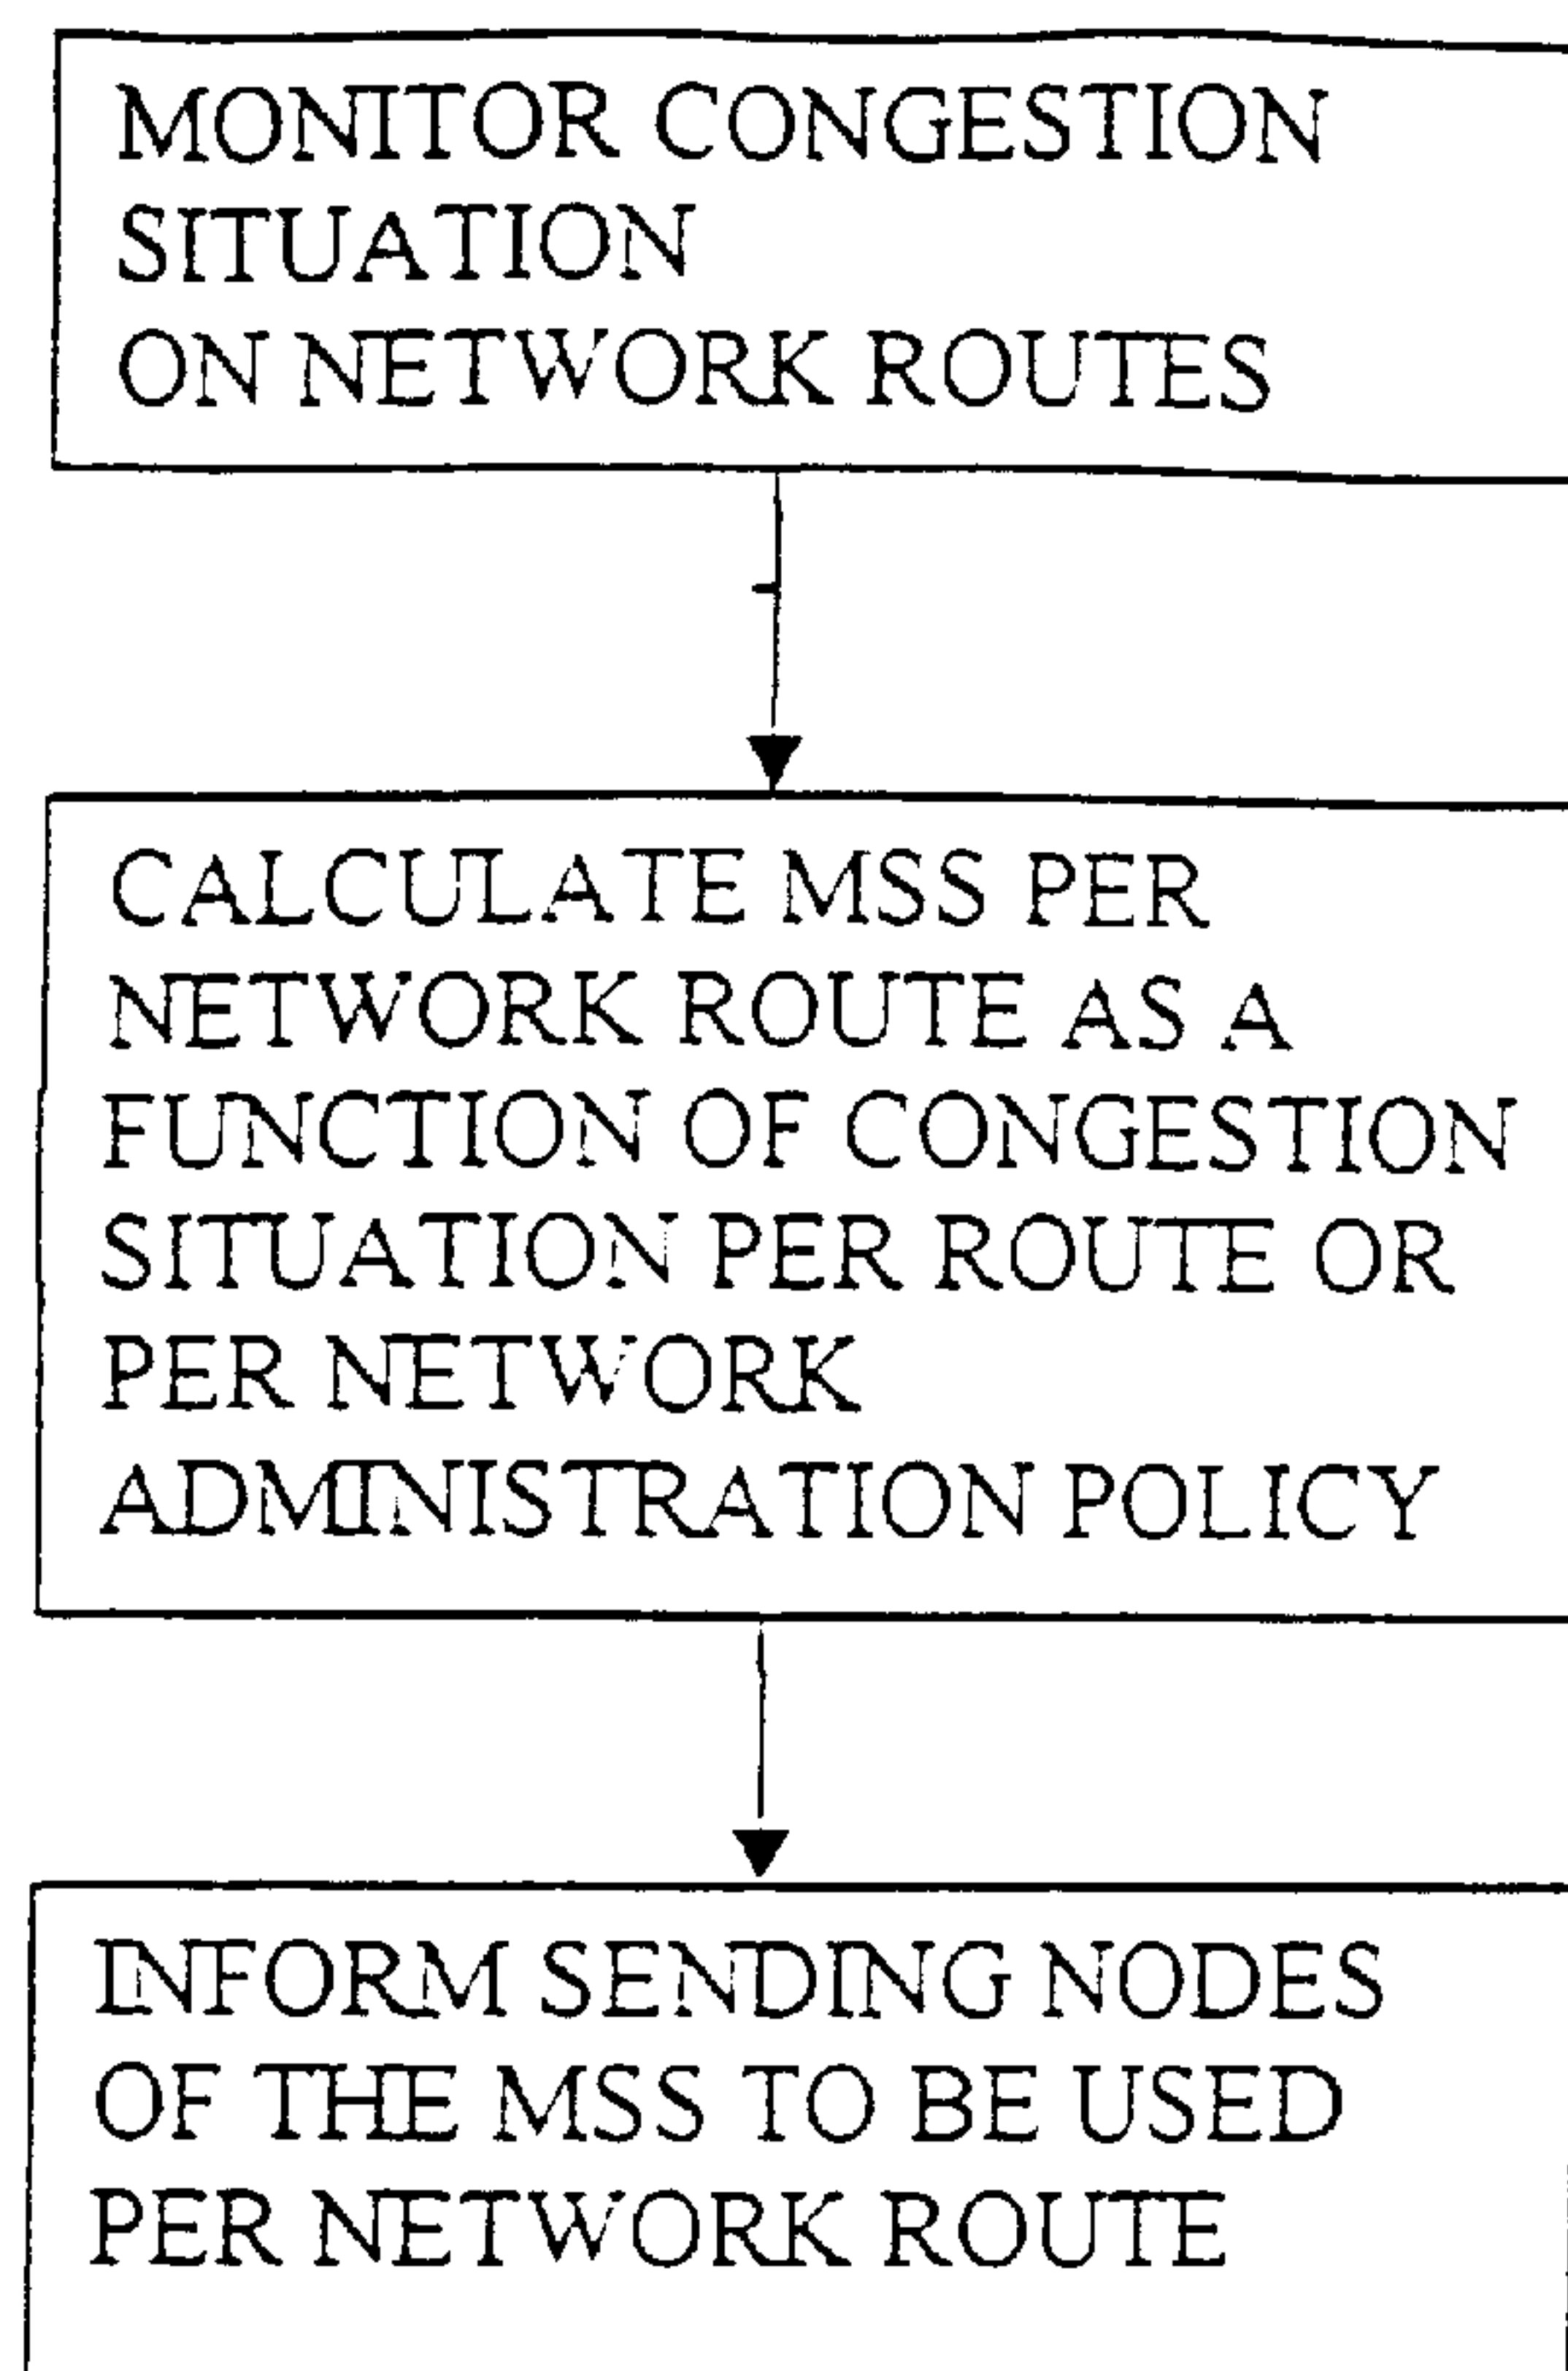 MONITOR CONGESTION
SITUATION
ON NETWORK ROUTES
CALCULATE MSS PER
NETWORK ROUTE AS A
FUNCTION OF CONGESTION
SITUATION PER ROUTE OR
PER NETWORK
ADMINISTRATION POLICY
INFORM SENDING NODES
OF THE MSS TO BE USED
PER NETWORK ROUTE